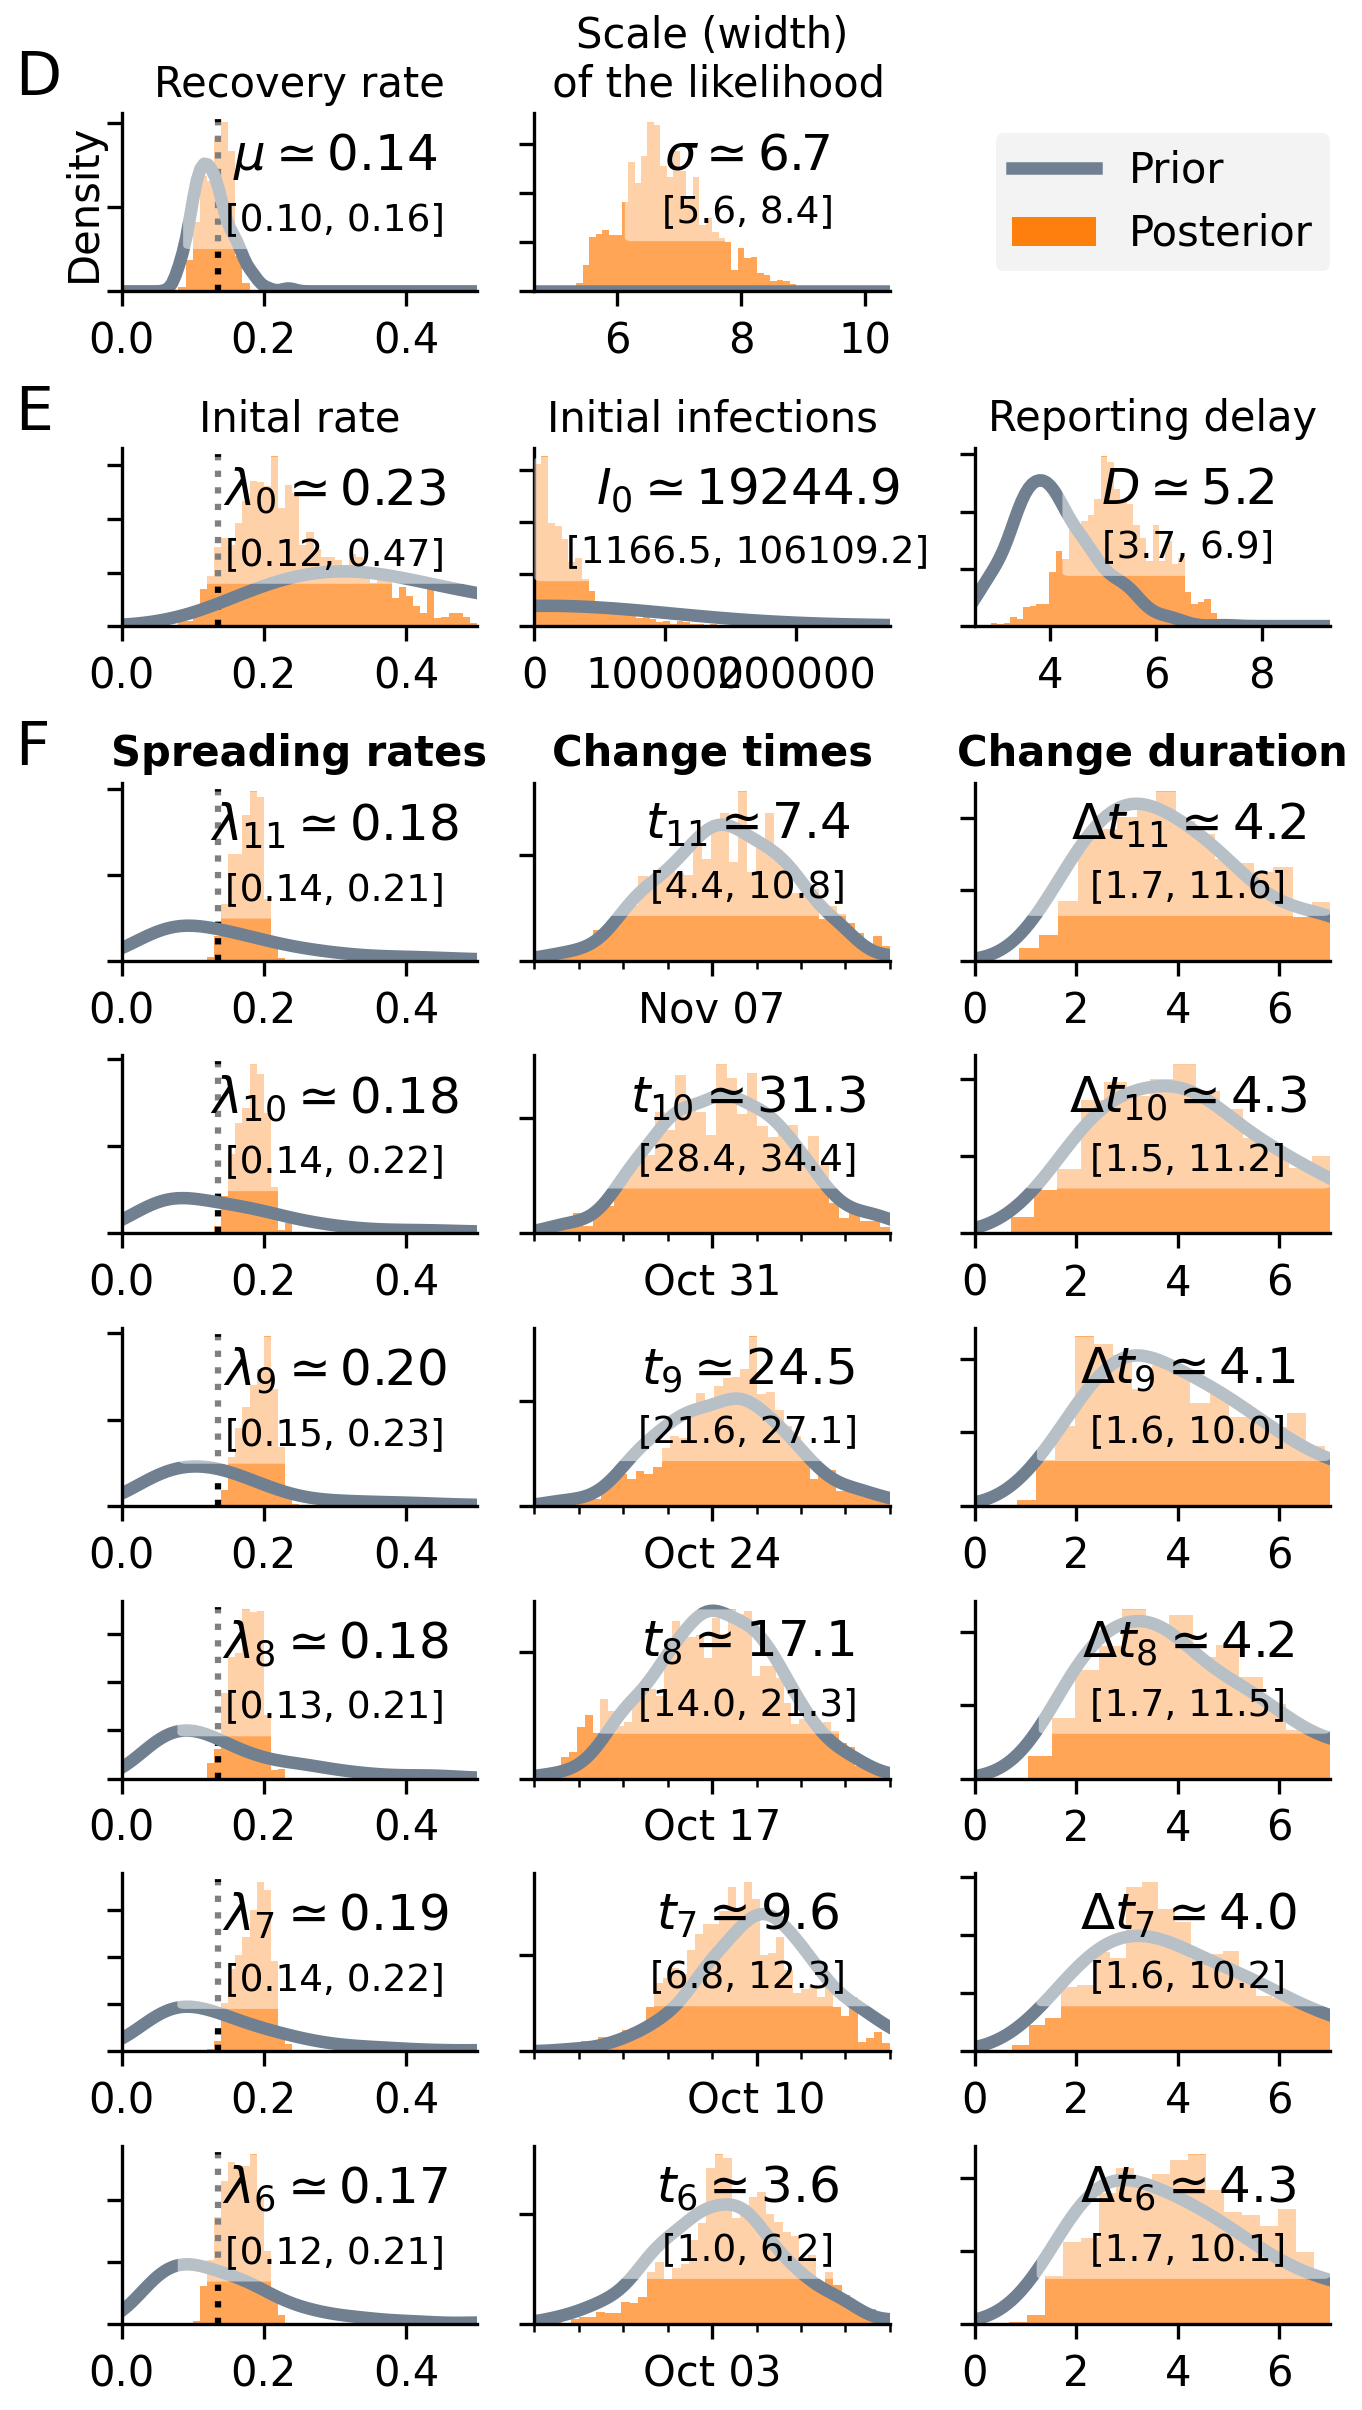 D
Recovery rate
Scale (width)
of the likelihood
Density
μ ≃ 0.14
[0.10, 0.16]
σ ≃ 6.7
[5.6, 8.4]
Prior
Posterior
0.0 0.2 0.4
6 8 10
E
Inital rate
Initial infections
Reporting delay
λ₀ ≃ 0.23
[0.12, 0.47]
I₀ ≃ 19244.9
[1166.5, 106109.2]
D ≃ 5.2
[3.7, 6.9]
0.0 0.2 0.4
0 100000 200000
4 6 8
F
Spreading rates
Change times
Change duration
λ₁₁ ≃ 0.18
[0.14, 0.21]
t₁₁ ≃ 7.4
[4.4, 10.8]
Δt₁₁ ≃ 4.2
[1.7, 11.6]
0.0 0.2 0.4
Nov 07
0 2 4 6
λ₁₀ ≃ 0.18
[0.14, 0.22]
t₁₀ ≃ 31.3
[28.4, 34.4]
Δt₁₀ ≃ 4.3
[1.5, 11.2]
0.0 0.2 0.4
Oct 31
0 2 4 6
λ₉ ≃ 0.20
[0.15, 0.23]
t₉ ≃ 24.5
[21.6, 27.1]
Δt₉ ≃ 4.1
[1.6, 10.0]
0.0 0.2 0.4
Oct 24
0 2 4 6
λ₈ ≃ 0.18
[0.13, 0.21]
t₈ ≃ 17.1
[14.0, 21.3]
Δt₈ ≃ 4.2
[1.7, 11.5]
0.0 0.2 0.4
Oct 17
0 2 4 6
λ₇ ≃ 0.19
[0.14, 0.22]
t₇ ≃ 9.6
[6.8, 12.3]
Δt₇ ≃ 4.0
[1.6, 10.2]
0.0 0.2 0.4
Oct 10
0 2 4 6
λ₆ ≃ 0.17
[0.12, 0.21]
t₆ ≃ 3.6
[1.0, 6.2]
Δt₆ ≃ 4.3
[1.7, 10.1]
0.0 0.2 0.4
Oct 03
0 2 4 6